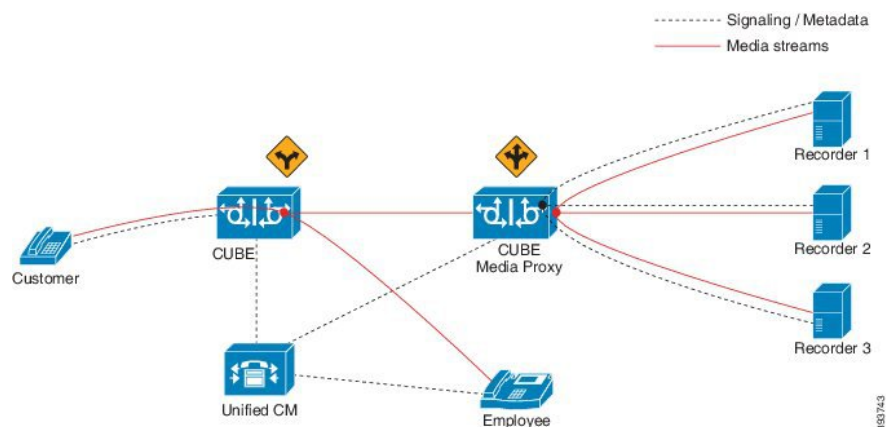 Signaling / Metadata
Media streams
Recorder 1
CUBE
CUBE
Media Proxy
Recorder 2
Customer
Recorder 3
Unified CM
Employee
393743